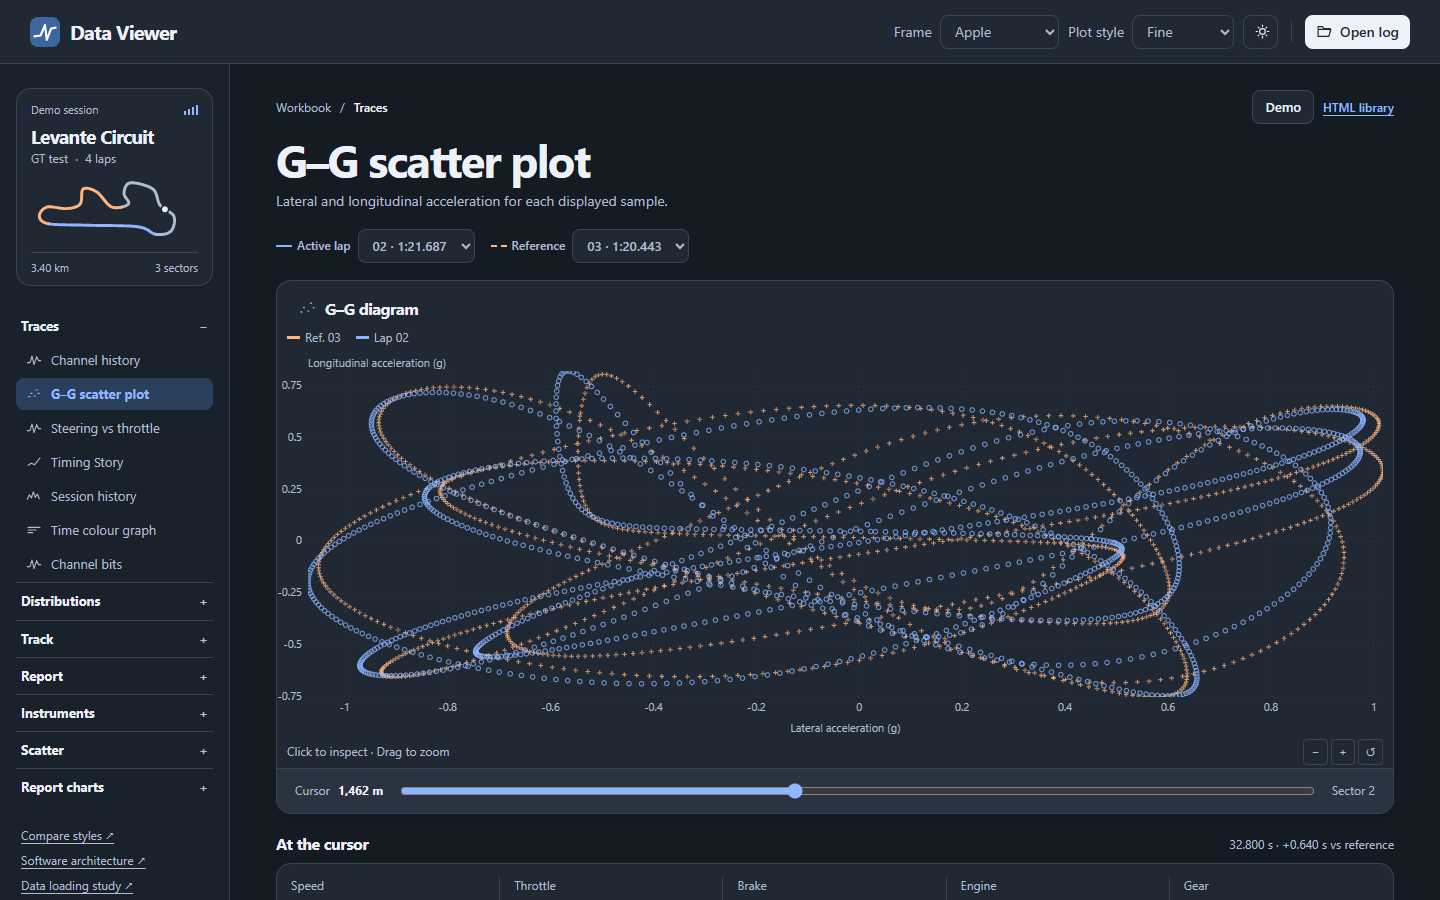 Data Viewer
Frame Apple Plot style Fine Open log
Demo session
Levante Circuit
GT test · 4 laps
3.40 km 3 sectors
Traces −
Channel history
G–G scatter plot
Steering vs throttle
Timing Story
Session history
Time colour graph
Channel bits
Distributions +
Track +
Report +
Instruments +
Scatter +
Report charts +
Compare styles ↗
Software architecture ↗
Data loading study ↗
Workbook / Traces
Demo HTML library
G–G scatter plot
Lateral and longitudinal acceleration for each displayed sample.
Active lap 02 · 1:21.687 Reference 03 · 1:20.443
G–G diagram
Ref. 03 Lap 02
Longitudinal acceleration (g)
0.75
0.5
0.25
0
-0.25
-0.5
-0.75
-1 -0.8 -0.6 -0.4 -0.2 0 0.2 0.4 0.6 0.8 1
Lateral acceleration (g)
Click to inspect · Drag to zoom − + ↺
Cursor 1,462 m Sector 2
At the cursor 32.800 s · +0.640 s vs reference
Speed Throttle Brake Engine Gear